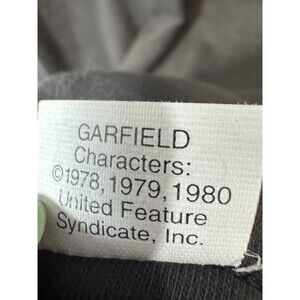 GARFIELD
Characters:
©1978, 1979, 1980
United Feature
Syndicate, Inc.